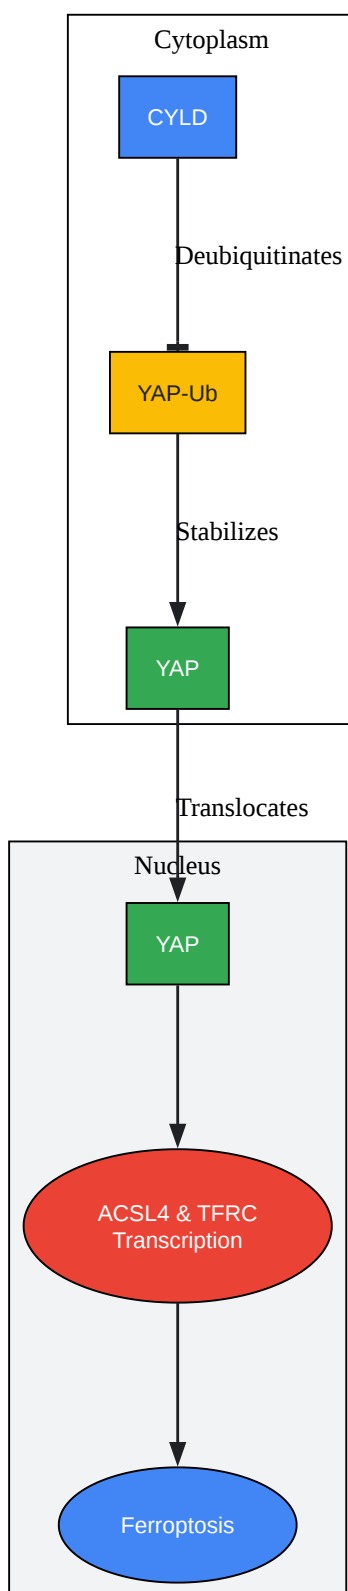 Cytoplasm
CYLD
Deubiquitinates
YAP-Ub
Stabilizes
YAP
Translocates
Nucleus
YAP
ACSL4 & TFRC
Transcription
Ferroptosis